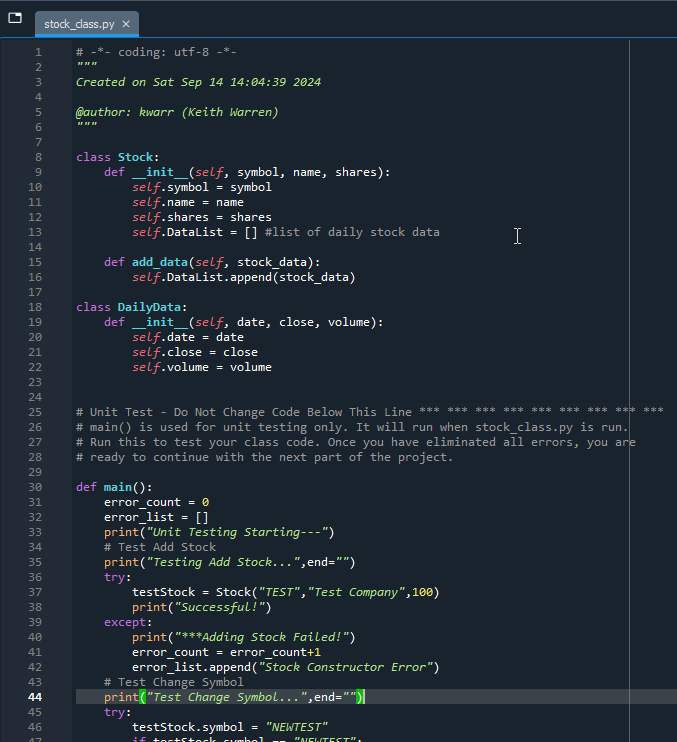 stock_class.py ×
1 # -*- coding: utf-8 -*-
2 """
3 Created on Sat Sep 14 14:04:39 2024
4
5 @author: kwarr (Keith Warren)
6 """
7
8 class Stock:
9     def __init__(self, symbol, name, shares):
10         self.symbol = symbol
11         self.name = name
12         self.shares = shares
13         self.DataList = [] #list of daily stock data
14
15     def add_data(self, stock_data):
16         self.DataList.append(stock_data)
17
18 class DailyData:
19     def __init__(self, date, close, volume):
20         self.date = date
21         self.close = close
22         self.volume = volume
23
24
25 # Unit Test - Do Not Change Code Below This Line *** *** *** *** *** *** *** *** ***
26 # main() is used for unit testing only. It will run when stock_class.py is run.
27 # Run this to test your class code. Once you have eliminated all errors, you are
28 # ready to continue with the next part of the project.
29
30 def main():
31     error_count = 0
32     error_list = []
33     print("Unit Testing Starting---")
34     # Test Add Stock
35     print("Testing Add Stock...",end="")
36     try:
37         testStock = Stock("TEST","Test Company",100)
38         print("Successful!")
39     except:
40         print("***Adding Stock Failed!")
41         error_count = error_count+1
42         error_list.append("Stock Constructor Error")
43     # Test Change Symbol
44     print("Test Change Symbol...",end="")
45     try:
46         testStock.symbol = "NEWTEST"
47         if testStock.symbol == "NEWTEST":